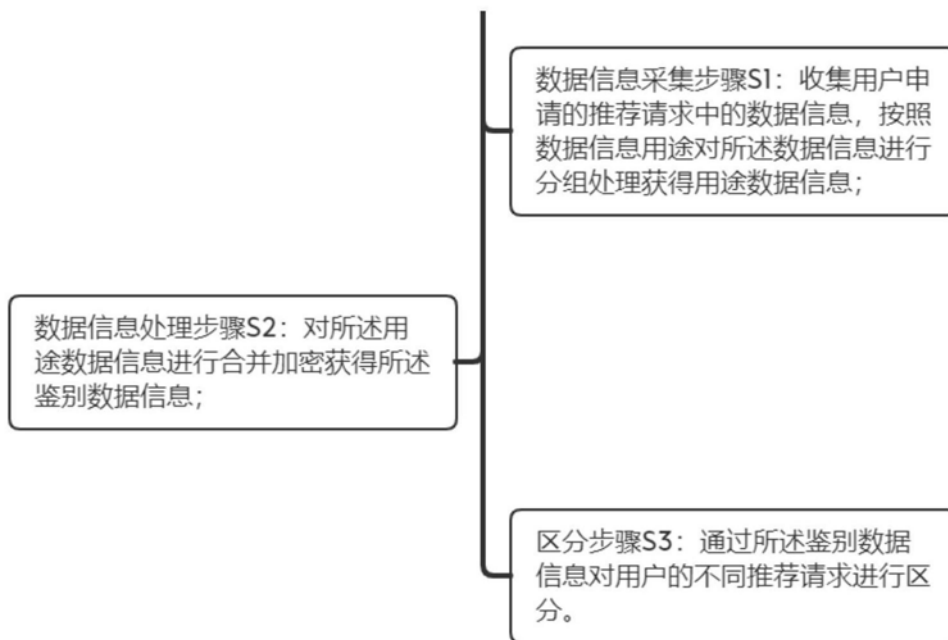 数据信息采集步骤S1：收集用户申
请的推荐请求中的数据信息，按照
数据信息用途对所述数据信息进行
分组处理获得用途数据信息；
数据信息处理步骤S2：对所述用
途数据信息进行合并加密获得所述
鉴别数据信息；
区分步骤S3：通过所述鉴别数据
信息对用户的不同推荐请求进行区
分。